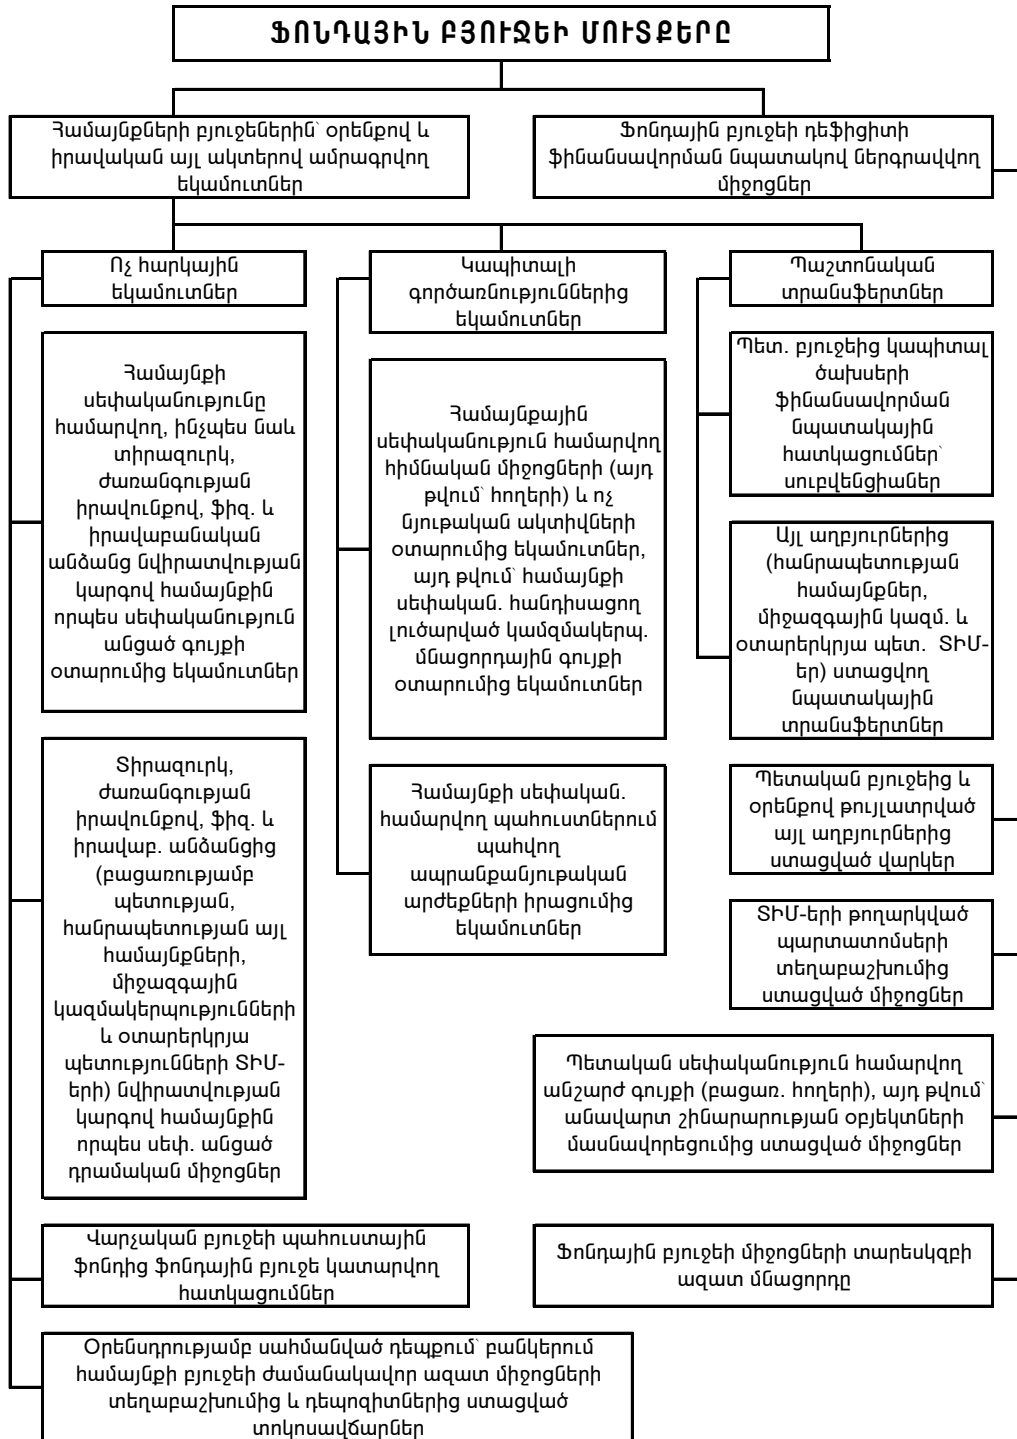 ՖՈՆԴԱՅԻՆ ԲՅՈՒՋԵԻ ՄՈՒՏՔԵՐԸ
Համայնքների բյուջեներին՝ օրենքով և
իրավական այլ ակտերով ամրագրվող
եկամուտներ
Ֆոնդային բյուջեի դեֆիցիտի
ֆինանսավորման նպատակով ներգրավվող
միջոցներ
Ոչ հարկային
եկամուտներ
Կապիտալի
գործառնություններից
եկամուտներ
Պաշտոնական
տրանսֆերտներ
Համայնքի
սեփականությունը
համարվող, ինչպես նաև
տիրազուրկ,
ժառանգության
իրավունքով, ֆիզ. և
իրավաբանական
անձանց նվիրատվության
կարգով համայնքին
որպես սեփականություն
անցած գույքի
օտարումից եկամուտներ
Համայնքային
սեփականություն համարվող
հիմնական միջոցների (այդ
թվում՝ հողերի) և ոչ
նյութական ակտիվների
օտարումից եկամուտներ,
այդ թվում՝ համայնքի
սեփական. հանդիսացող
լուծարված կամզմակերպ.
մնացորդային գույքի
օտարումից եկամուտներ
Պետ. բյուջեից կապիտալ
ծախսերի
ֆինանսավորման
նպատակային
հատկացումներ՝
սուբվենցիաներ
Այլ աղբյուրներից
(հանրապետության
համայնքներ,
միջազգային կազմ. և
օտարերկրյա պետ. ՏԻՄ-
եր) ստացվող
նպատակային
տրանսֆերտներ
Տիրազուրկ,
ժառանգության
իրավունքով, ֆիզ. և
իրավաբ. անձանցից
(բացառությամբ
պետության,
հանրապետության այլ
համայնքների,
միջազգային
կազմակերպությունների
և օտարերկրյա
պետությունների ՏԻՄ-
երի) նվիրատվության
կարգով համայնքին
որպես սեփ. անցած
դրամական միջոցներ
Համայնքի սեփական.
համարվող պահուստներում
պահվող
ապրանքանյութական
արժեքների իրացումից
եկամուտներ
Պետական բյուջեից և
օրենքով թույլատրված
այլ աղբյուրներից
ստացված վարկեր
ՏԻՄ-երի թողարկված
պարտատոմսերի
տեղաբաշխումից
ստացված միջոցներ
Պետական սեփականություն համարվող
անշարժ գույքի (բացառ. հողերի), այդ թվում՝
անավարտ շինարարության օբյեկտների
մասնավորեցումից ստացված միջոցներ
Վարչական բյուջեի պահուստային
ֆոնդից ֆոնդային բյուջե կատարվող
հատկացումներ
Ֆոնդային բյուջեի միջոցների տարեսկզբի
ազատ մնացորդը
Օրենսդրությամբ սահմանված դեպքում՝ բանկերում
համայնքի բյուջեի ժամանակավոր ազատ միջոցների
տեղաբաշխումից և դեպոզիտներից ստացված
տոկոսավճարներ